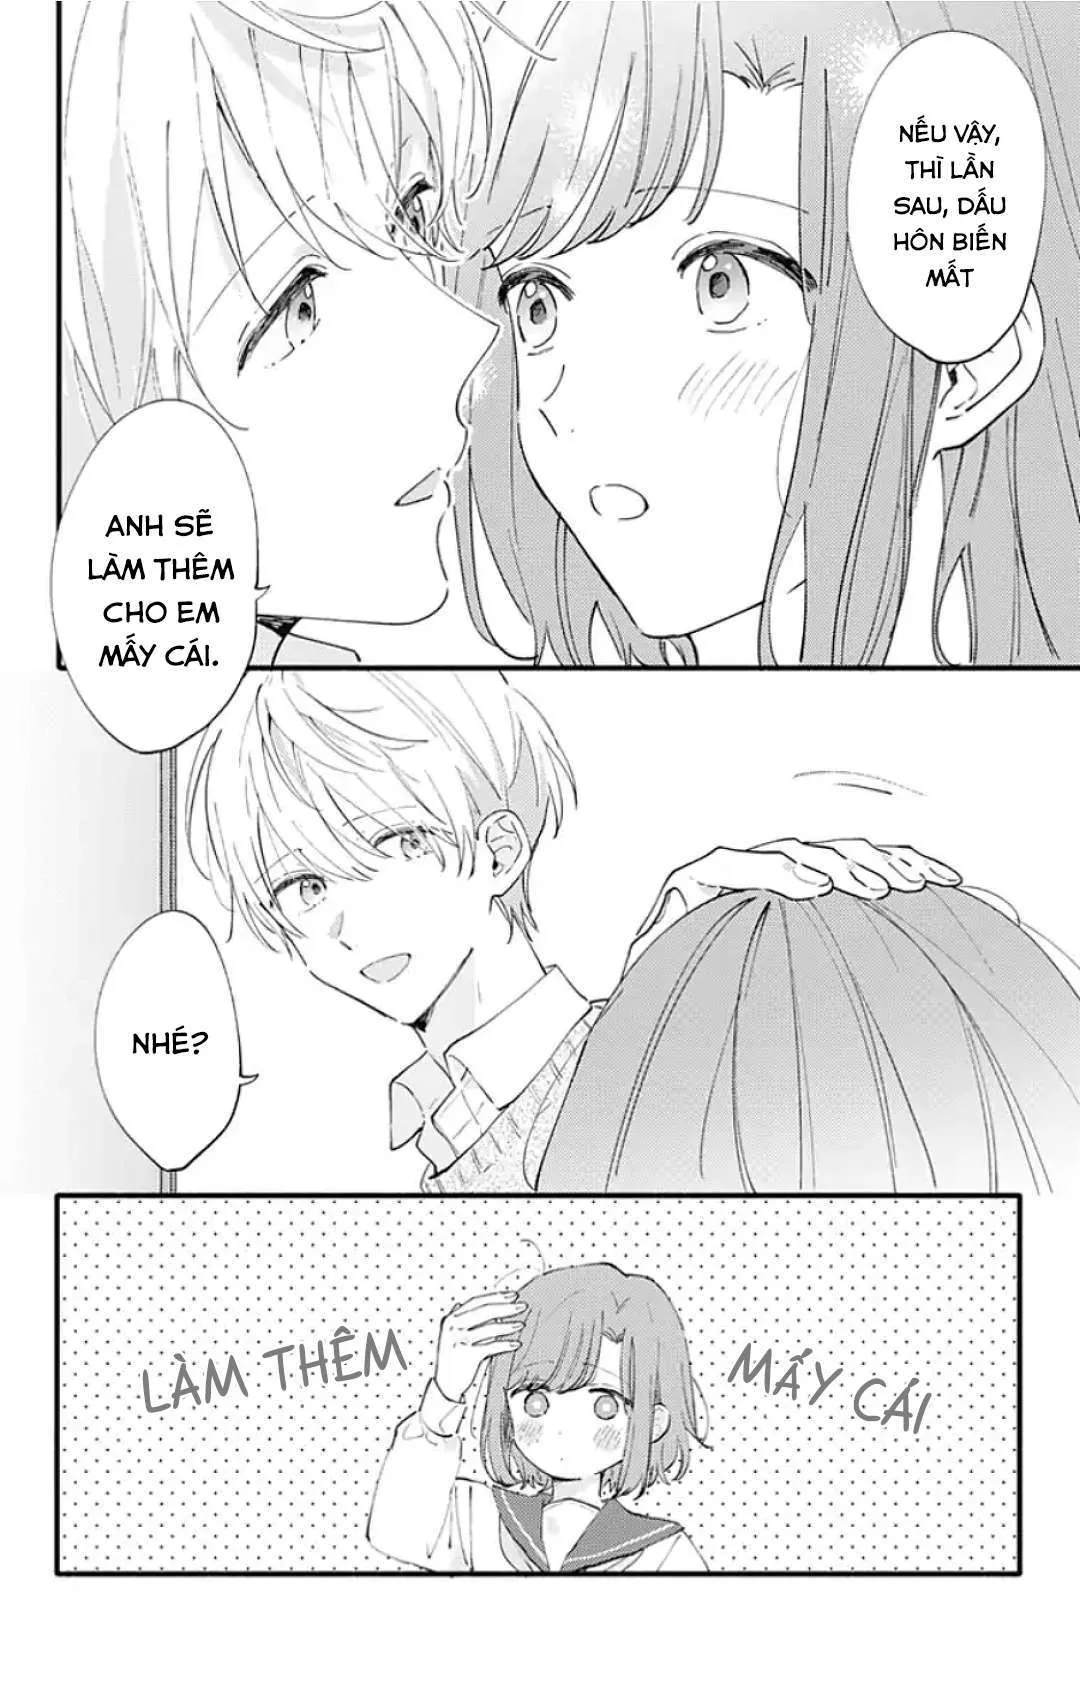 NẾU VẬY,
THÌ LẦN
SAU, DẤU
HÔN BIẾN
MẤT
ANH SẼ
LÀM THÊM
CHO EM
MẤY CÁI.
NHÉ?
LÀM THÊM
MẤY CÁI